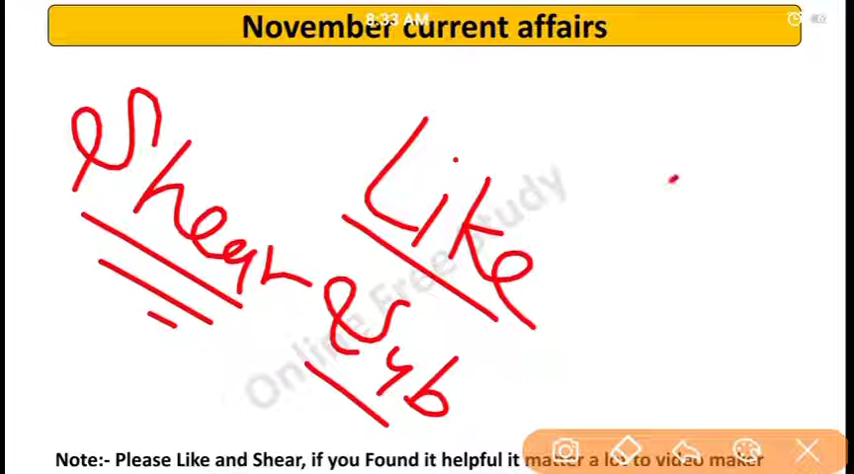 8:33 AM
November current affairs
Shear
Like
Sub
Online Free Study
Note:- Please Like and Shear, if you Found it helpful it matter a lot to video maker